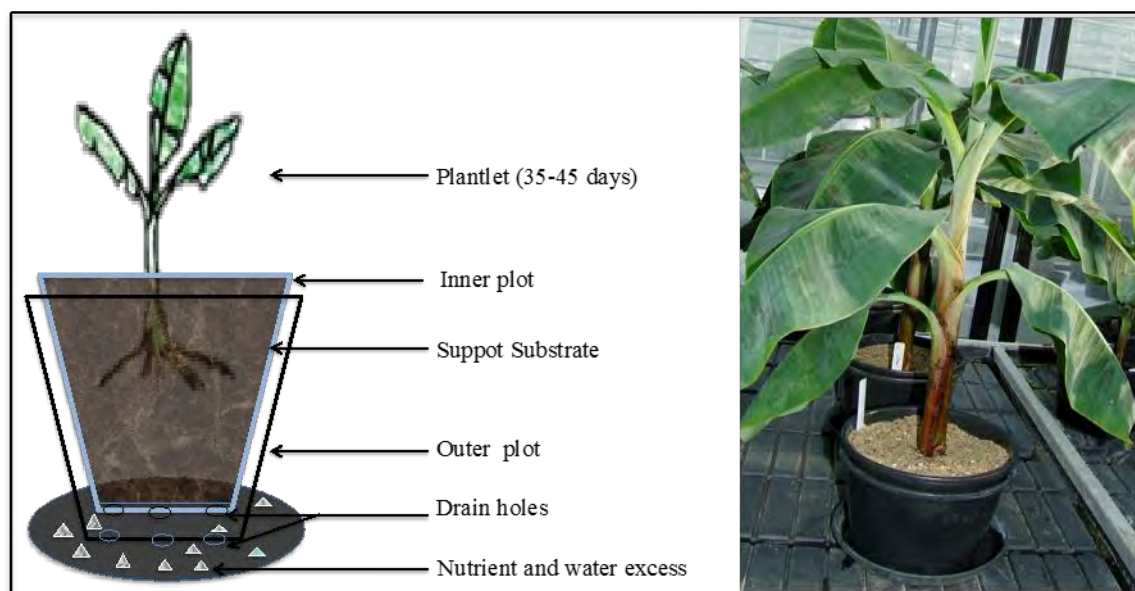 Plantlet (35-45 days)
Inner plot
Suppot Substrate
Outer plot
Drain holes
Nutrient and water excess